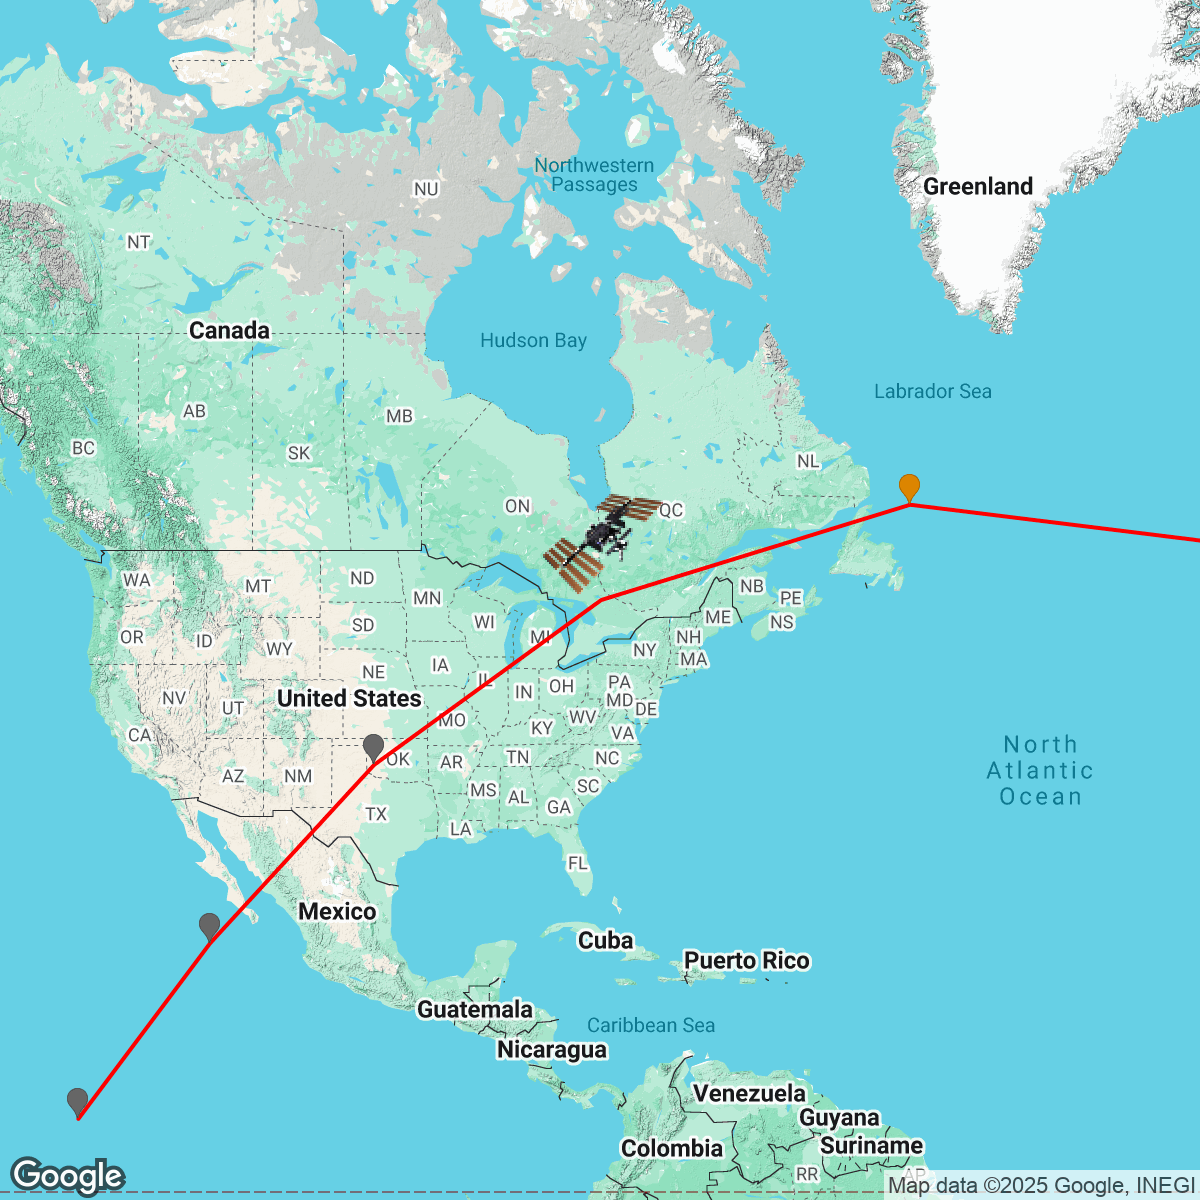 Northwestern
Passages
Greenland
NU
NT
Canada
Hudson Bay
Labrador Sea
AB
MB
BC
SK
NL
ON
QC
WA
MT
ND
MN
NB
PE
OR
ID
SD
WI
MI
ME
NS
WY
NH
IA
NY
MA
NE
IL
IN
OH
PA
NV
UT
United States
MD
DE
CA
MO
KY
WV
VA
North
Atlantic
Ocean
OK
AR
TN
NC
AZ
NM
MS
AL
SC
TX
GA
LA
FL
Mexico
Cuba
Puerto Rico
Guatemala
Caribbean Sea
Nicaragua
Venezuela
Guyana
Colombia
Suriname
RR
AP
Google
Map data ©2025 Google, INEGI